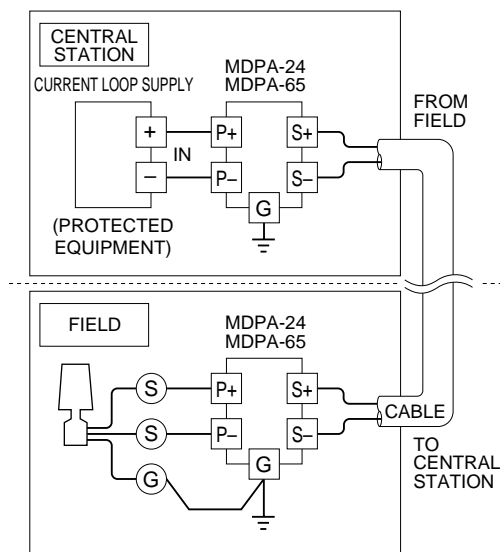 CENTRAL
STATION
CURRENT LOOP SUPPLY
MDPA-24
MDPA-65
FROM
FIELD
+
IN
P+
S+
–
P–
S–
G
(PROTECTED
EQUIPMENT)
FIELD
MDPA-24
MDPA-65
S
P+
S+
CABLE
S
P–
S–
G
G
TO
CENTRAL
STATION